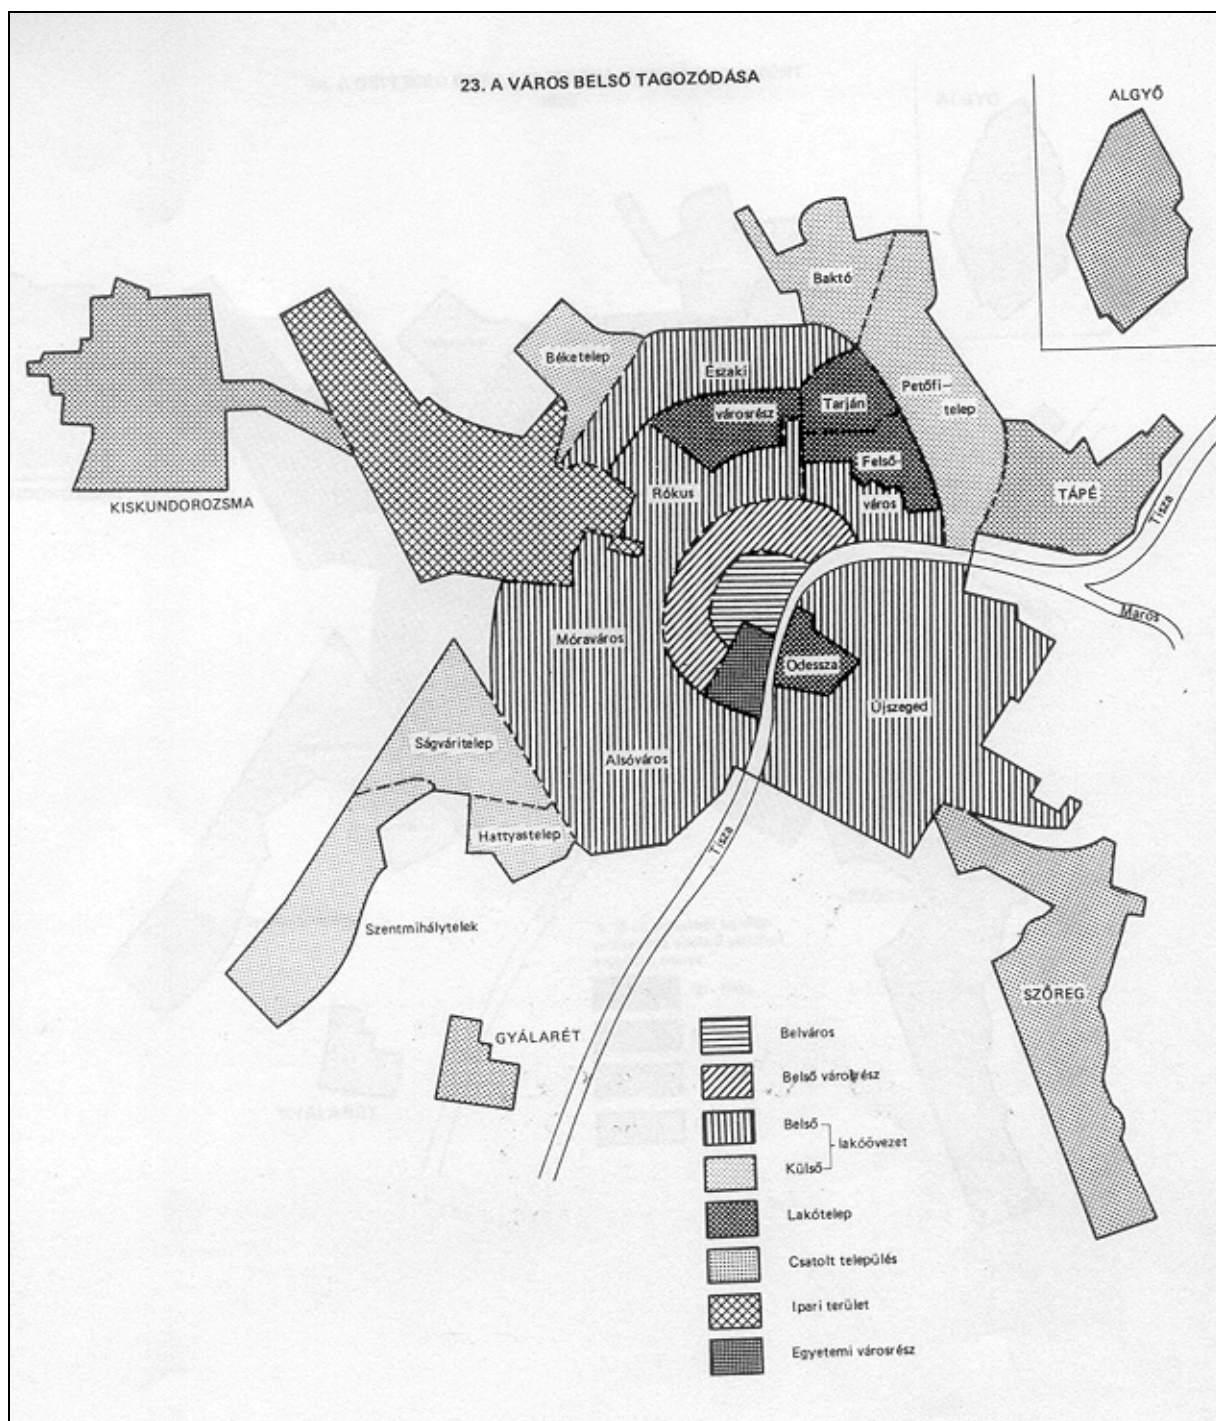 23. A VÁROS BELSŐ TAGOZÓDÁSA
ALGYŐ
Baktó
Béketelep
Északi
városrész
Tarján
Petőfi-
telep
Felső-
város
Rókus
TÁPÉ
KISKUNDOROZSMA
Tisza
Maros
Móraváros
Odessza
Újszeged
Ságváritelep
Alsóváros
Hattyastelep
Tisza
Szentmihálytelek
SZŐREG
GYÁLARÉT
Belváros
Belső városrész
Belső
lakóövezet
Külső
Lakótelep
Csatolt település
Ipari terület
Egyetemi városrész